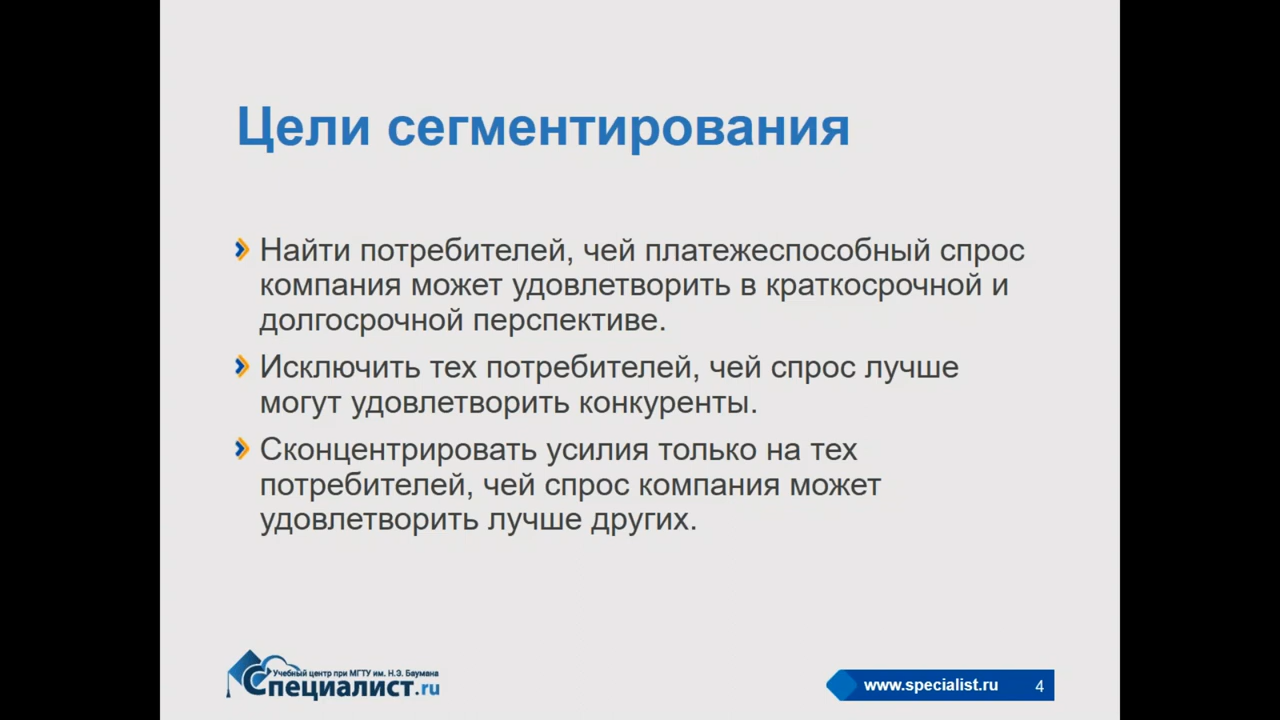 Цели сегментирования
Найти потребителей, чей платежеспособный спрос
компания может удовлетворить в краткосрочной и
долгосрочной перспективе.
Исключить тех потребителей, чей спрос лучше
могут удовлетворить конкуренты.
Сконцентрировать усилия только на тех
потребителей, чей спрос компания может
удовлетворить лучше других.
Учебный центр при МГТУ им. Н.Э. Баумана
Специалист.ru
www.specialist.ru 4